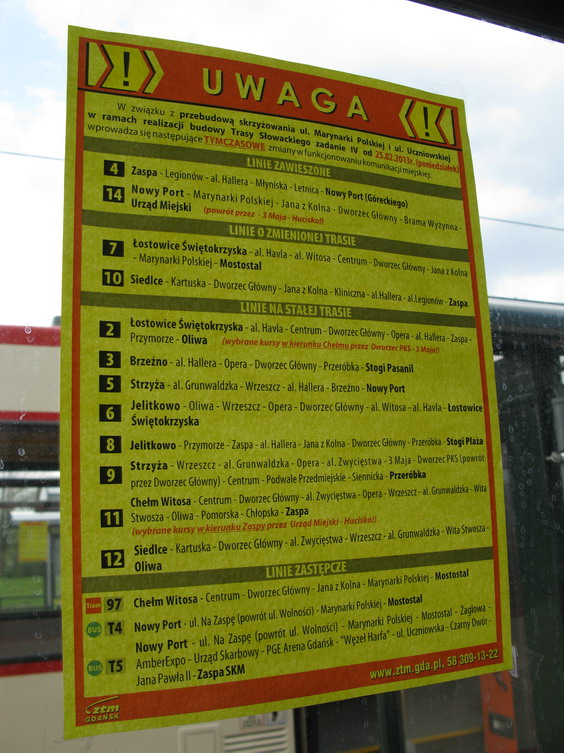 ! UWAGA !
W związku z przebudową skrzyżowania ul. Marynarki Polskiej i ul. Uczniowskiej
w ramach realizacji budowy Trasy Słowackiego zadanie IV od 25.02.2013r. (poniedziałek)
wprowadza się następujące TYMCZASOWE zmiany w funkcjonowaniu komunikacji miejskiej:
LINIE ZAWIESZONE
4 Zaspa - Legionów - al. Hallera - Młyniska - Letnica - Nowy Port (Góreckiego)
14 Nowy Port - Marynarki Polskiej - Jana z Kolna - Dworzec Główny - Brama Wyżynna -
Urząd Miejski (powrót przez - 3 Maja - Hucisko!)
LINIE O ZMIENIONEJ TRASIE
7 Łostowice Świętokrzyska - al. Havla - al. Witosa - Centrum - Dworzec Główny - Jana z Kolna
- Marynarki Polskiej - Mostostal
10 Siedlce - Kartuska - Dworzec Główny - Jana z Kolna - Kliniczna - al.Hallera - al.Legionów - Zaspa
LINIE NA STAŁEJ TRASIE
2 Łostowice Świętokrzyska - al. Havla - Centrum - Dworzec Główny - Opera - al. Hallera - Zaspa -
Przymorze - Oliwa (wybrane kursy w kierunku Chełmu przez Dworzec PKS - 3 Maja!)
3 Brzeźno - al. Hallera - Opera - Dworzec Główny - Przeróbka - Stogi Pasanil
5 Strzyża - al. Grunwaldzka - Wrzeszcz - al. Hallera - Brzeźno - Nowy Port
6 Jelitkowo - Oliwa - Wrzeszcz - Opera - Dworzec Główny - al. Witosa - al. Havla - Łostowice
Świętokrzyska
8 Jelitkowo - Przymorze - Zaspa - al. Hallera - Jana z Kolna - Dworzec Główny - Przeróbka - Stogi Plaża
9 Strzyża - Wrzeszcz - al. Grunwaldzka - Opera - al. Zwycięstwa - 3 Maja - Dworzec PKS (powrót
przez Dworzec Główny) - Centrum - Podwale Przedmiejskie - Siennicka - Przeróbka
11 Chełm Witosa - Centrum - Dworzec Główny - al. Zwycięstwa - Opera - Wrzeszcz - al. Grunwaldzka - Wita
Stwosza - Oliwa - Pomorska - Chłopska - Zaspa
(wybrane kursy w kierunku Zaspy przez Urząd Miejski - Hucisko!)
12 Siedlce - Kartuska - Dworzec Główny - al. Zwycięstwa - Wrzeszcz - al. Grunwaldzka - Wita Stwosza -
Oliwa
LINIE ZASTĘPCZE
Tram 97 Chełm Witosa - Centrum - Dworzec Główny - Jana z Kolna - Marynarki Polskiej - Mostostal
BUS T4 Nowy Port - ul. Na Zaspę (powrót ul. Wolności) - Marynarki Polskiej - Mostostal
BUS T5 Nowy Port - ul. Na Zaspę (powrót ul. Wolności) - Marynarki Polskiej - Mostostal - Żaglowa -
AmberExpo - Urząd Skarbowy - PGE Arena Gdańsk - "Węzeł Harfa" - ul. Uczniowska - Czarny Dwór -
Jana Pawła II - Zaspa SKM
ztm
GDAŃSK
www.ztm.gda.pl, 58 309-13-22